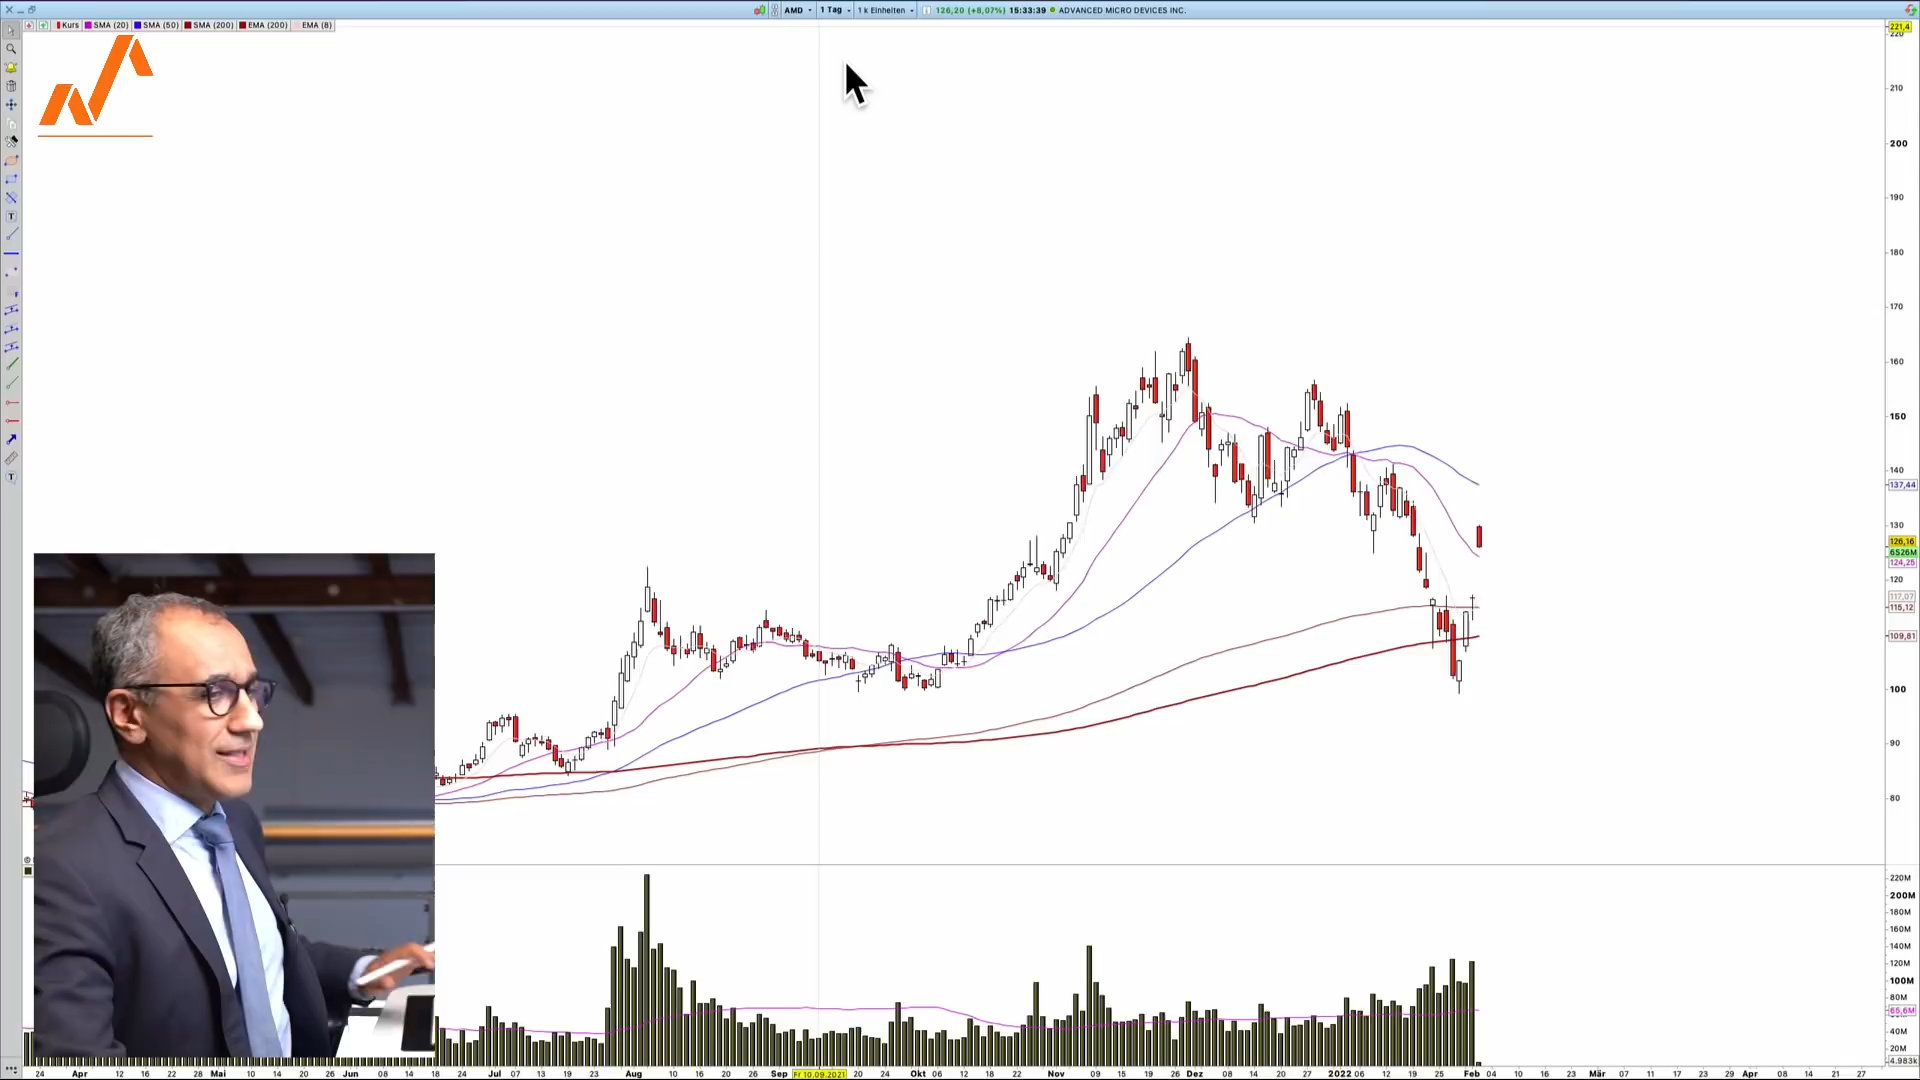 AMD 1 Tag 1 k Einheiten 126,20 (+8,07%) 15:33:39 ADVANCED MICRO DEVICES INC.
Kurs SMA (20) SMA (50) SMA (200) EMA (200) EMA (8)
221,4
220
210
200
190
180
170
160
150
140
137,44
130
126,16
6S26M
124,25
120
117,07
115,12
109,81
100
90
80
220M
200M
180M
160M
140M
120M
100M
80M
65,6M
40M
20M
4.983k
24 Apr 12 16 22 28 Mai 10 14 20 26 Jun 08 14 18 24 Jul 07 13 19 23 Aug 10 16 20 26 Sep Fr 10.09.2021 20 24 Okt 06 12 18 22 28 Nov 09 15 19 26 Dez 08 14 20 27 2022 06 12 19 25 Feb 04 10 16 23 Mär 07 11 17 23 29 Apr 08 14 21 27